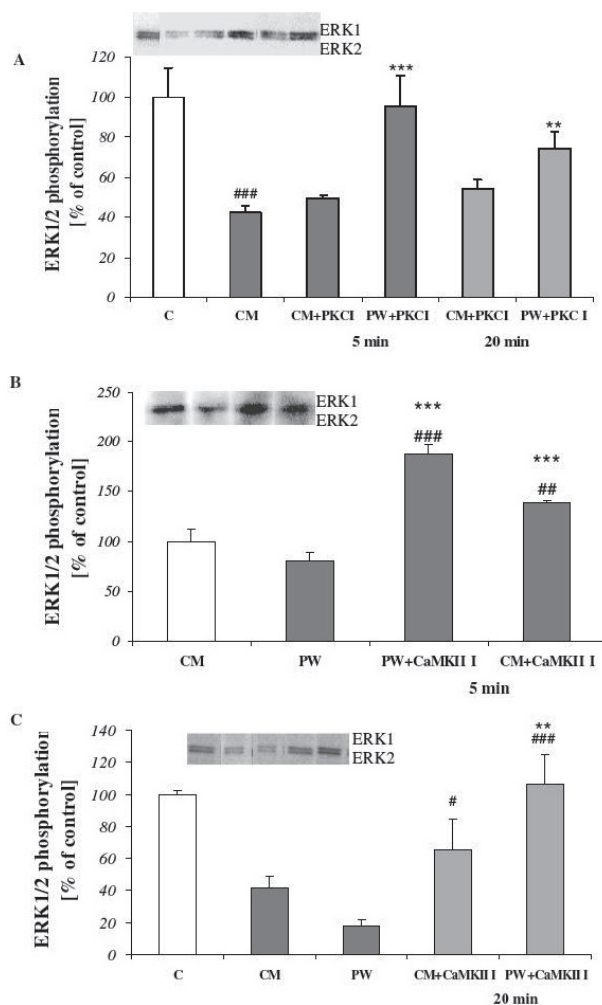 ERK1
ERK2
A
ERK1/2 phosphorylation
[% of control]
120
100
80
60
40
20
0
###
***
**
C CM CM+PKCI PW+PKCI CM+PKCI PW+PKC I
5 min 20 min
B
ERK1
ERK2
ERK1/2 phosphorylation
[% of control]
250
200
150
100
50
0
***
###
***
##
CM PW PW+CaMKII I CM+CaMKII I
5 min
C
ERK1
ERK2
ERK1/2 phosphorylation
[% of control]
140
120
100
80
60
40
20
0
#
**
###
C CM PW CM+CaMKII I PW+CaMKII I
20 min